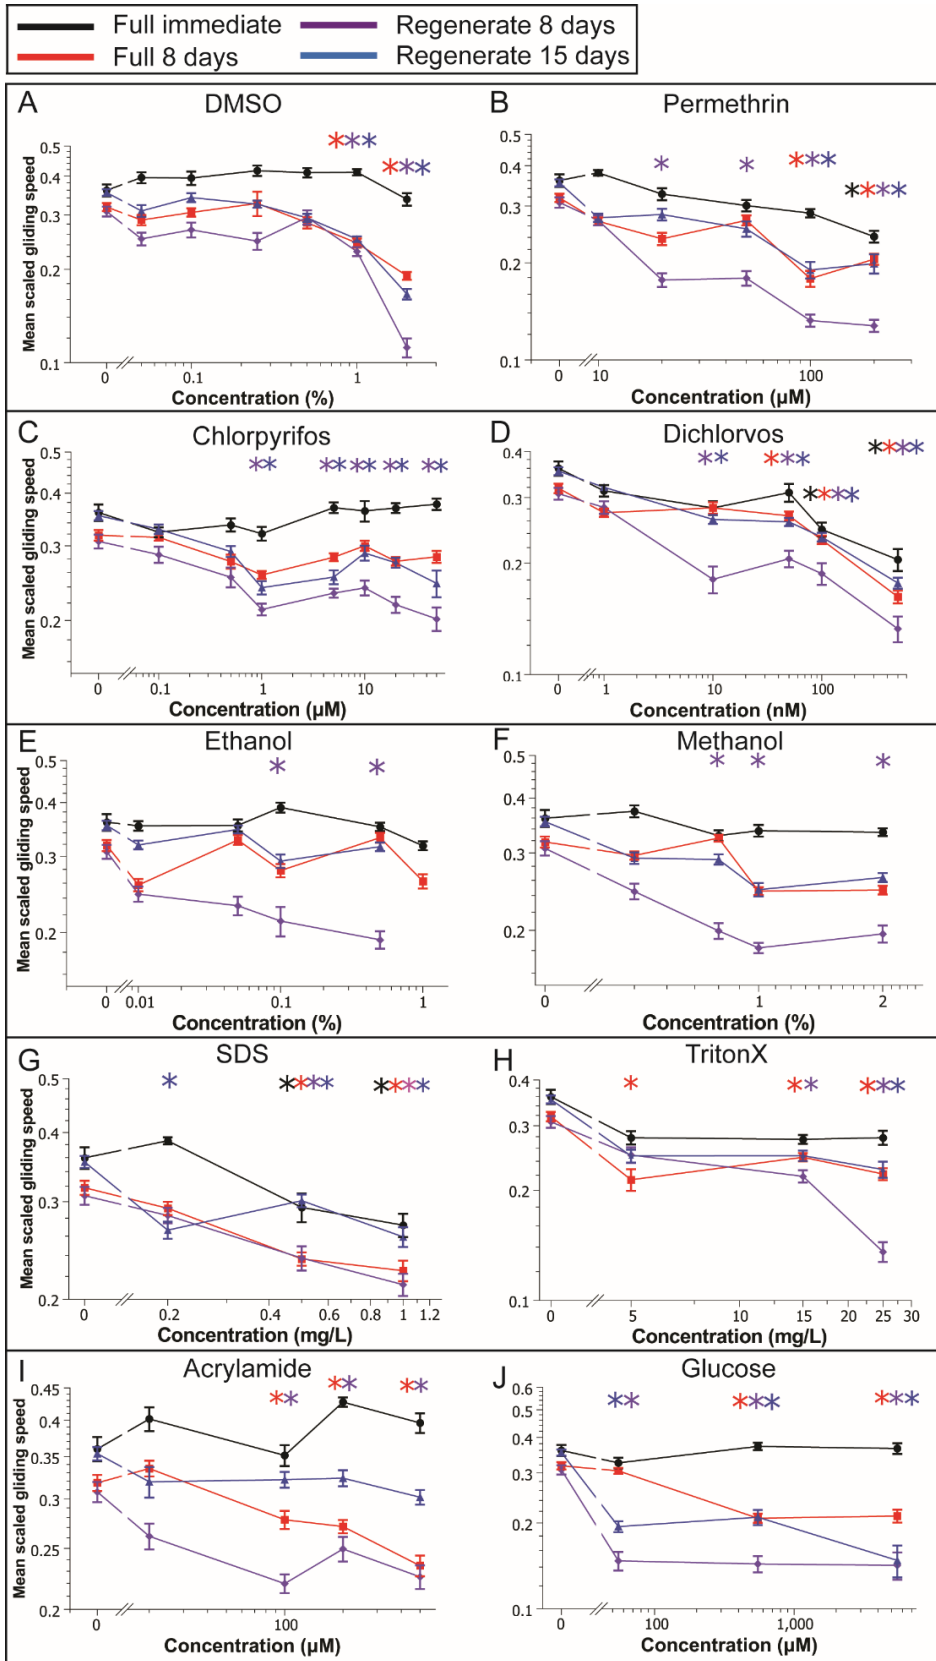 Full immediate
Regenerate 8 days
Full 8 days
Regenerate 15 days
A
DMSO
Mean scaled gliding speed
0.5
0.4
0.3
0.2
0.1
0
0.1
1
Concentration (%)
B
Permethrin
0.5
0.4
0.3
0.2
0.1
0
10
100
Concentration (µM)
C
Chlorpyrifos
Mean scaled gliding speed
0.5
0.4
0.3
0.2
0
0.1
1
10
Concentration (µM)
D
Dichlorvos
0.4
0.3
0.2
0.1
0
1
10
100
Concentration (nM)
E
Ethanol
Mean scaled gliding speed
0.5
0.4
0.3
0.2
0
0.01
0.1
1
Concentration (%)
F
Methanol
0.5
0.4
0.3
0.2
0
1
2
Concentration (%)
G
SDS
Mean scaled gliding speed
0.5
0.4
0.3
0.2
0
0.2
0.4
0.6
0.8
1
1.2
Concentration (mg/L)
H
TritonX
0.4
0.3
0.2
0.1
0
5
10
15
20
25
30
Concentration (mg/L)
I
Acrylamide
Mean scaled gliding speed
0.45
0.4
0.35
0.3
0.25
0.2
0
100
Concentration (µM)
J
Glucose
0.6
0.5
0.4
0.3
0.2
0.1
0
100
1,000
Concentration (µM)